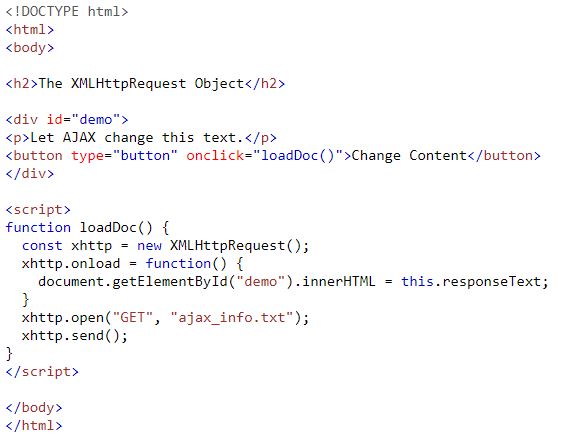 <!DOCTYPE html>
<html>
<body>

<h2>The XMLHttpRequest Object</h2>

<div id="demo">
<p>Let AJAX change this text.</p>
<button type="button" onclick="loadDoc()">Change Content</button>
</div>

<script>
function loadDoc() {
  const xhttp = new XMLHttpRequest();
  xhttp.onload = function() {
    document.getElementById("demo").innerHTML = this.responseText;
  }
  xhttp.open("GET", "ajax_info.txt");
  xhttp.send();
}
</script>

</body>
</html>